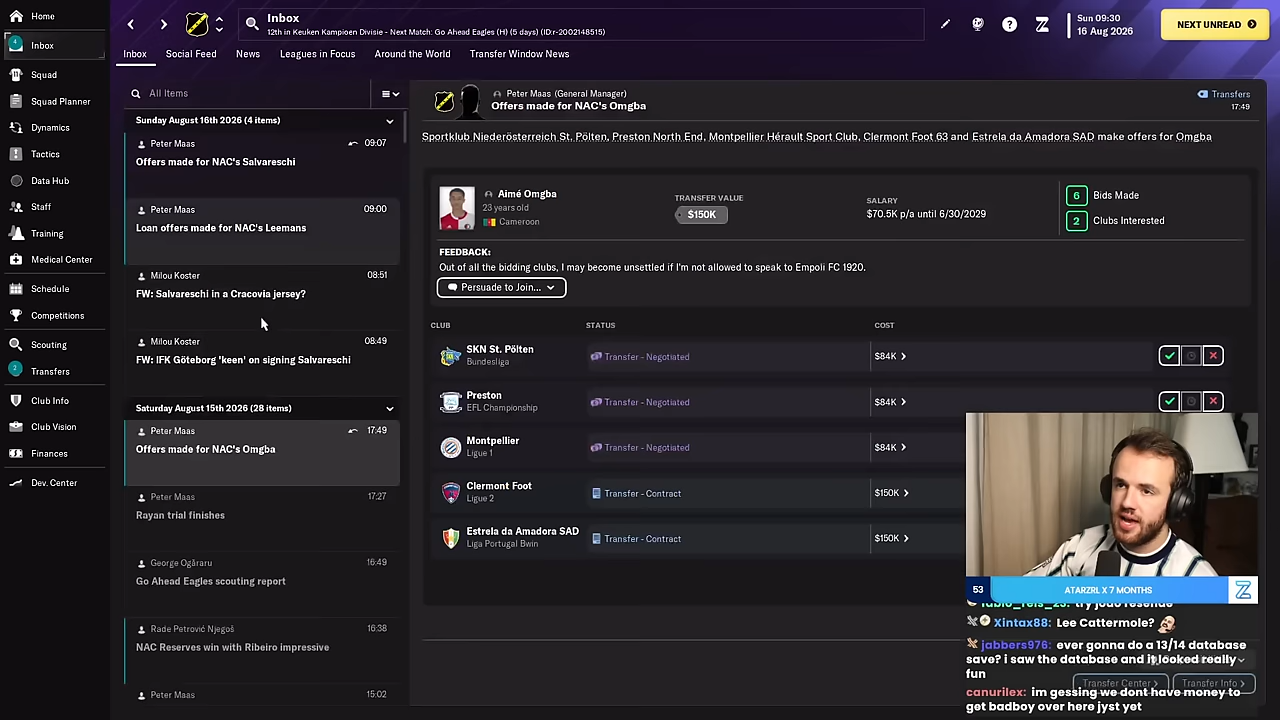 Home
Inbox
12th in Keuken Kampioen Divisie - Next Match: Go Ahead Eagles (H) (5 days) (ID:r-2002148515)
Sun 09:30
16 Aug 2026
NEXT UNREAD
4
Inbox
Squad
Squad Planner
Dynamics
Tactics
Data Hub
Staff
Training
Medical Center
Schedule
Competitions
Scouting
2
Transfers
Club Info
Club Vision
Finances
Dev. Center
Inbox
Social Feed
News
Leagues in Focus
Around the World
Transfer Window News
All Items
Sunday August 16th 2026 (4 items)
Peter Maas
09:07
Offers made for NAC's Salvareschi
Peter Maas
09:00
Loan offers made for NAC's Leemans
Milou Koster
08:51
FW: Salvareschi in a Cracovia jersey?
Milou Koster
08:49
FW: IFK Göteborg 'keen' on signing Salvareschi
Saturday August 15th 2026 (28 items)
Peter Maas
17:49
Offers made for NAC's Omgba
Peter Maas
17:27
Rayan trial finishes
George Ogăraru
16:49
Go Ahead Eagles scouting report
Rade Petrović Njegoš
16:38
NAC Reserves win with Ribeiro impressive
Peter Maas
15:02
Peter Maas (General Manager)
Offers made for NAC's Omgba
Transfers
17:49
Sportklub Niederösterreich St. Pölten, Preston North End, Montpellier Hérault Sport Club, Clermont Foot 63 and Estrela da Amadora SAD make offers for Omgba
Aimé Omgba
23 years old
Cameroon
TRANSFER VALUE
$150K
SALARY
$70.5K p/a until 6/30/2029
6 Bids Made
2 Clubs Interested
FEEDBACK:
Out of all the bidding clubs, I may become unsettled if I'm not allowed to speak to Empoli FC 1920.
Persuade to Join...
CLUB
STATUS
COST
SKN St. Pölten
Bundesliga
Transfer - Negotiated
$84K
Preston
EFL Championship
Transfer - Negotiated
$84K
Montpellier
Ligue 1
Transfer - Negotiated
$84K
Clermont Foot
Ligue 2
Transfer - Contract
$150K
Estrela da Amadora SAD
Liga Portugal Bwin
Transfer - Contract
$150K
53
ATARZRL X 7 MONTHS
Xintax88: Lee Cattermole?
jabbers976: ever gonna do a 13/14 database
save? i saw the database and it looked really
fun
Transfer Center
Transfer Info
canurilex: im gessing we dont have money to
get badboy over here jyst yet